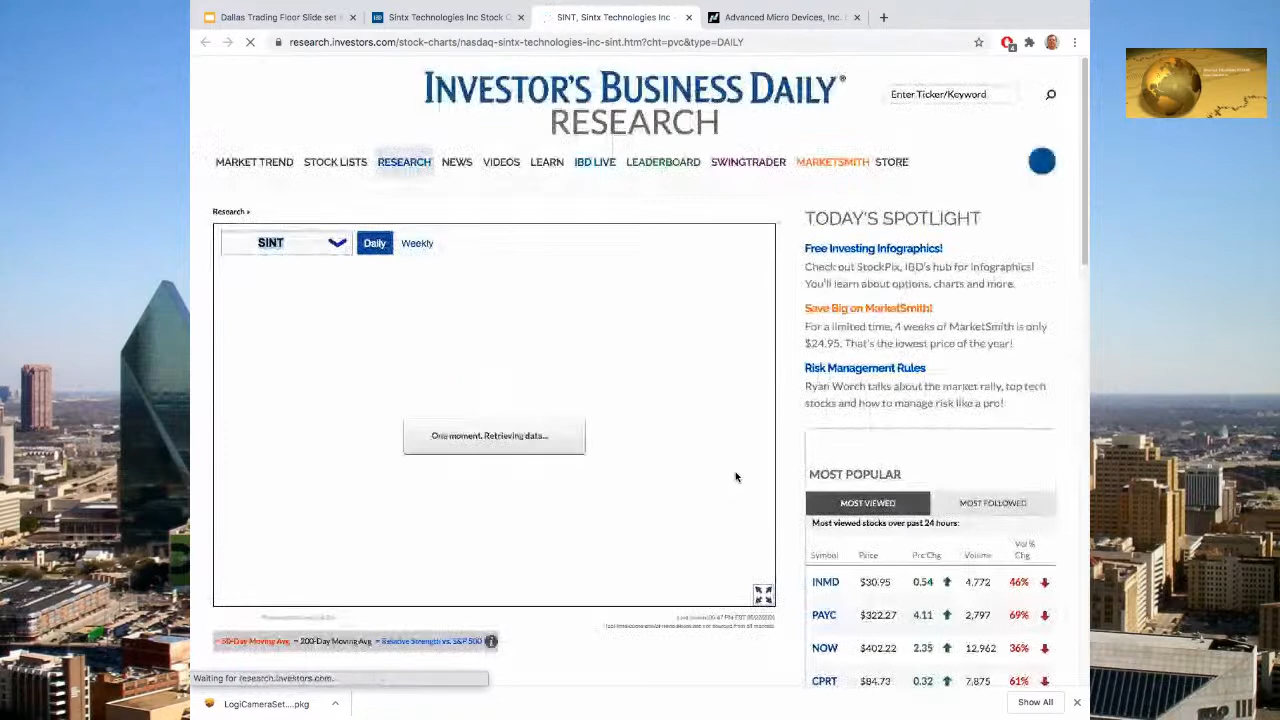 Dallas Trading Floor Slide set
Sintx Technologies Inc Stock C
SINT, Sintx Technologies Inc
Advanced Micro Devices, Inc.
research.investors.com/stock-charts/nasdaq-sintx-technologies-inc-sint.htm?cht=pvc&type=DAILY
INVESTOR'S BUSINESS DAILY®
RESEARCH
Enter Ticker/Keyword
MARKET TREND STOCK LISTS RESEARCH NEWS VIDEOS LEARN IBD LIVE LEADERBOARD SWINGTRADER MARKETSMITH STORE
Research »
SINT Daily Weekly
One moment. Retrieving data...
50-Day Moving Avg. 200-Day Moving Avg Relative Strength vs. S&P 500
TODAY'S SPOTLIGHT
Free Investing Infographics!
Check out StockPix, IBD's hub for infographics!
You'll learn about options, charts and more.
Save Big on MarketSmith!
For a limited time, 4 weeks of MarketSmith is only
$24.95. That's the lowest price of the year!
Risk Management Rules
Ryan Worch talks about the market rally, top tech
stocks and how to manage risk like a pro!
MOST POPULAR
MOST VIEWED MOST FOLLOWED
Most viewed stocks over past 24 hours:
Symbol Price Prc Chg Volume Vol % Chg
INMD $30.95 0.54 4,772 46%
PAYC $322.27 4.11 2,797 69%
NOW $402.22 2.35 12,962 36%
CPRT $84.73 0.32 7,875 61%
Waiting for research.investors.com...
LogiCameraSet....pkg
Show All